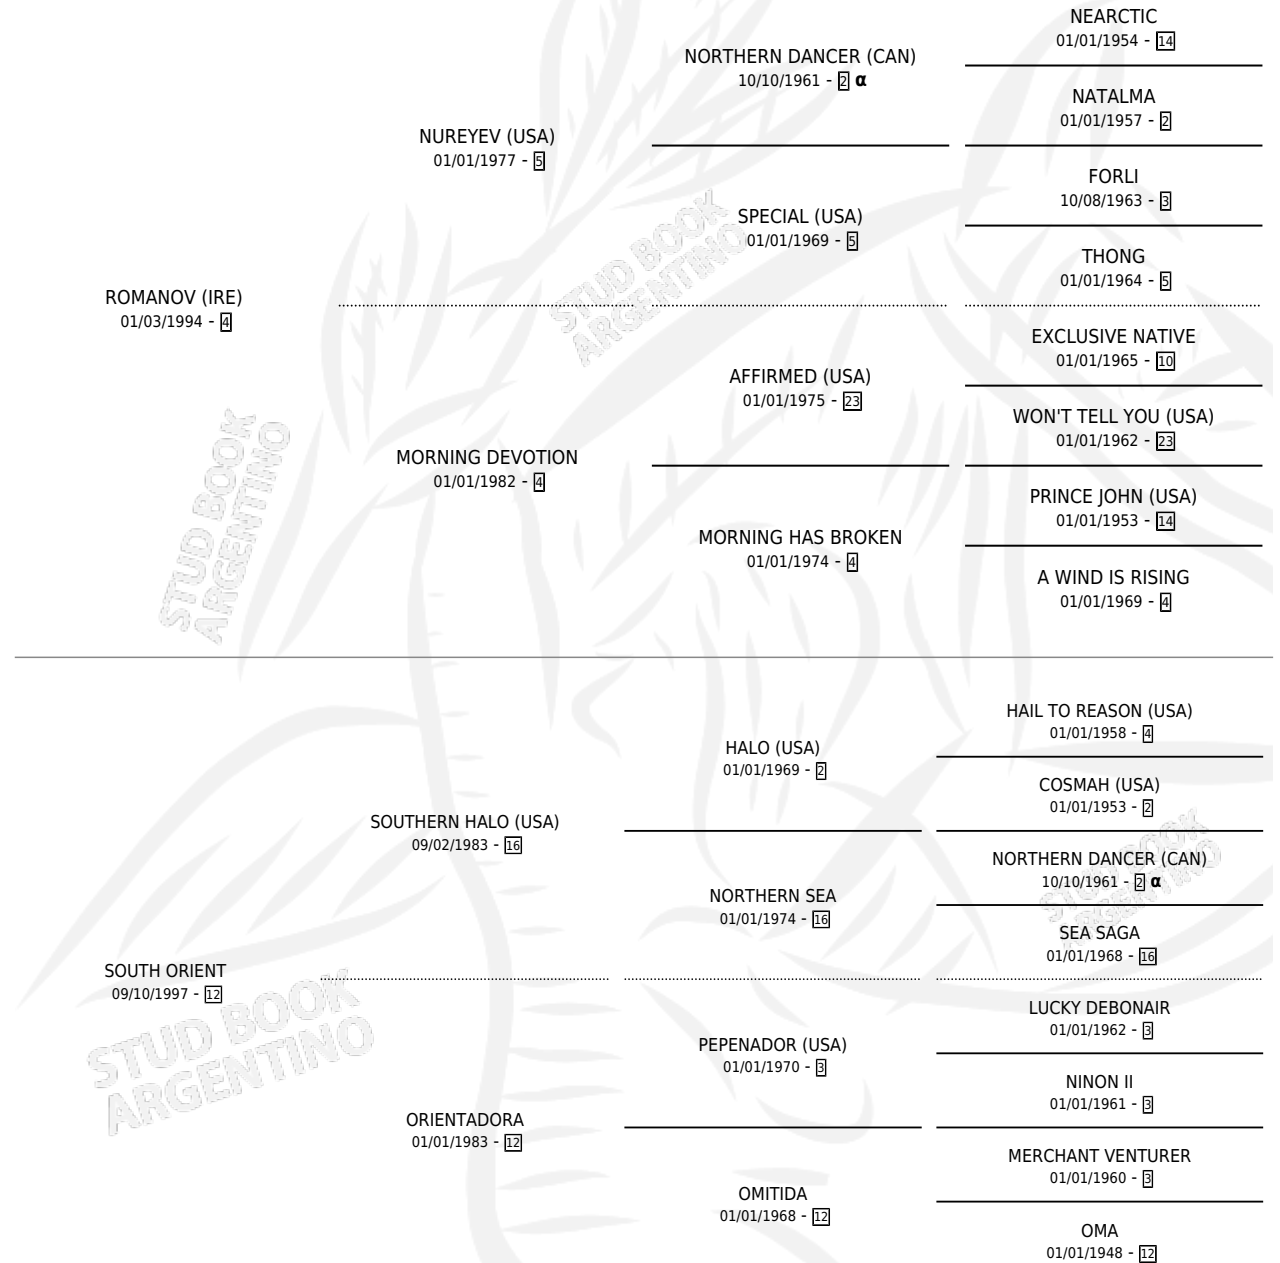 NEARCTIC
01/01/1954 - 14
NORTHERN DANCER (CAN)
10/10/1961 - 2 α
NATALMA
01/01/1957 - 2
NUREYEV (USA)
01/01/1977 - 5
FORLI
10/08/1963 - 3
SPECIAL (USA)
01/01/1969 - 5
THONG
01/01/1964 - 5
ROMANOV (IRE)
01/03/1994 - 4
EXCLUSIVE NATIVE
01/01/1965 - 10
AFFIRMED (USA)
01/01/1975 - 23
WON'T TELL YOU (USA)
01/01/1962 - 23
MORNING DEVOTION
01/01/1982 - 4
PRINCE JOHN (USA)
01/01/1953 - 14
MORNING HAS BROKEN
01/01/1974 - 4
A WIND IS RISING
01/01/1969 - 4
HAIL TO REASON (USA)
01/01/1958 - 4
HALO (USA)
01/01/1969 - 2
COSMAH (USA)
01/01/1953 - 2
SOUTHERN HALO (USA)
09/02/1983 - 16
NORTHERN DANCER (CAN)
10/10/1961 - 2 α
NORTHERN SEA
01/01/1974 - 16
SEA SAGA
01/01/1968 - 16
SOUTH ORIENT
09/10/1997 - 12
LUCKY DEBONAIR
01/01/1962 - 3
PEPENADOR (USA)
01/01/1970 - 3
NINON II
01/01/1961 - 3
ORIENTADORA
01/01/1983 - 12
MERCHANT VENTURER
01/01/1960 - 3
OMITIDA
01/01/1968 - 12
OMA
01/01/1948 - 12
STUD BOOK
ARGENTINO
STUD BOOK
ARGENTINO
STUD BOOK
ARGENTINO
STUD BOOK
ARGENTINO